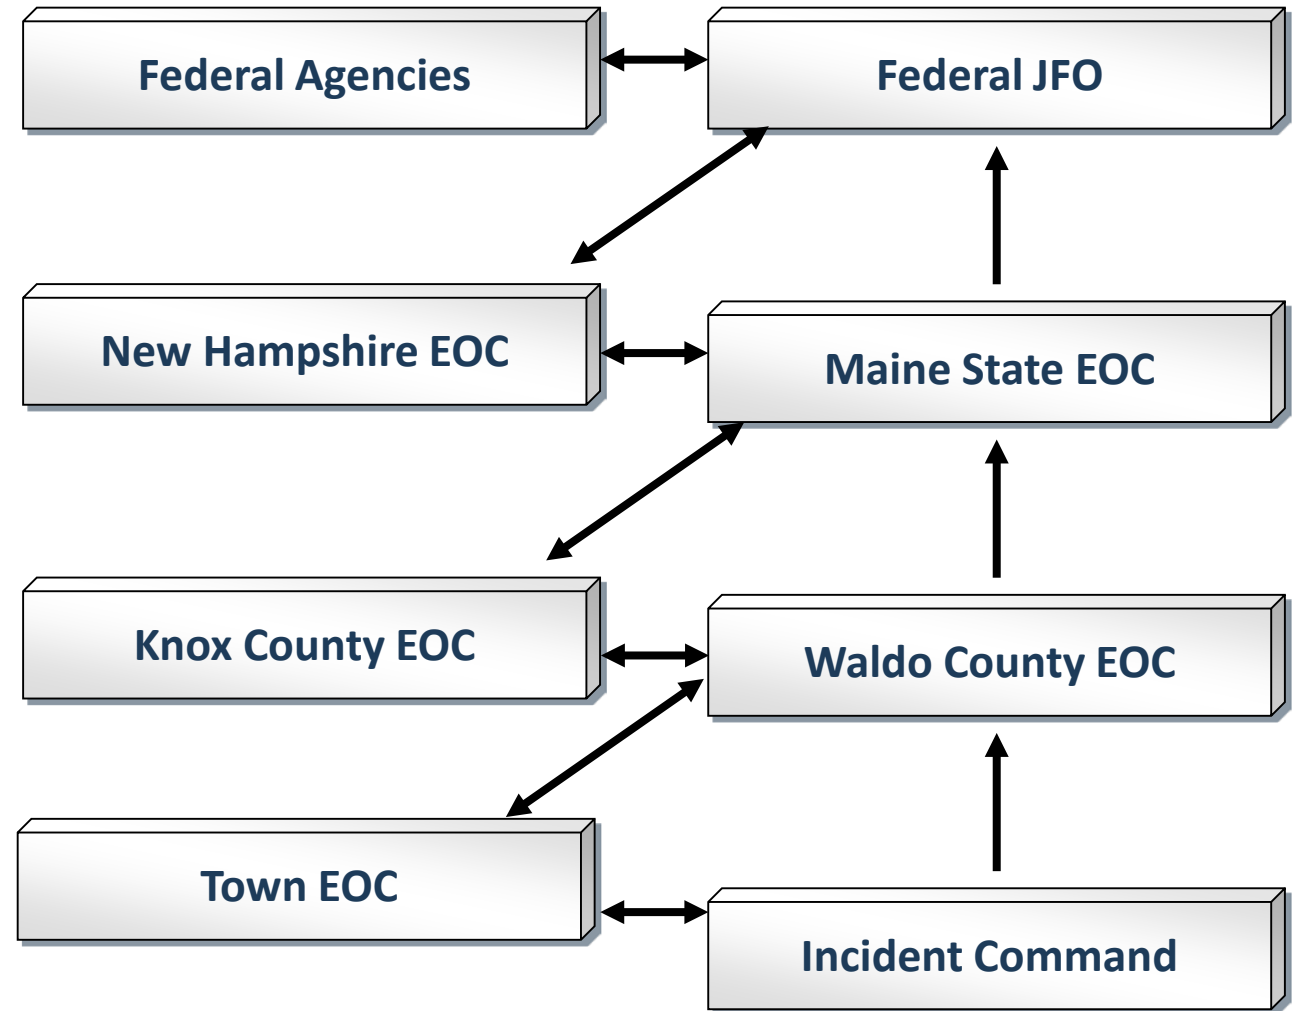 Federal Agencies
Federal JFO
New Hampshire EOC
Maine State EOC
Knox County EOC
Waldo County EOC
Town EOC
Incident Command